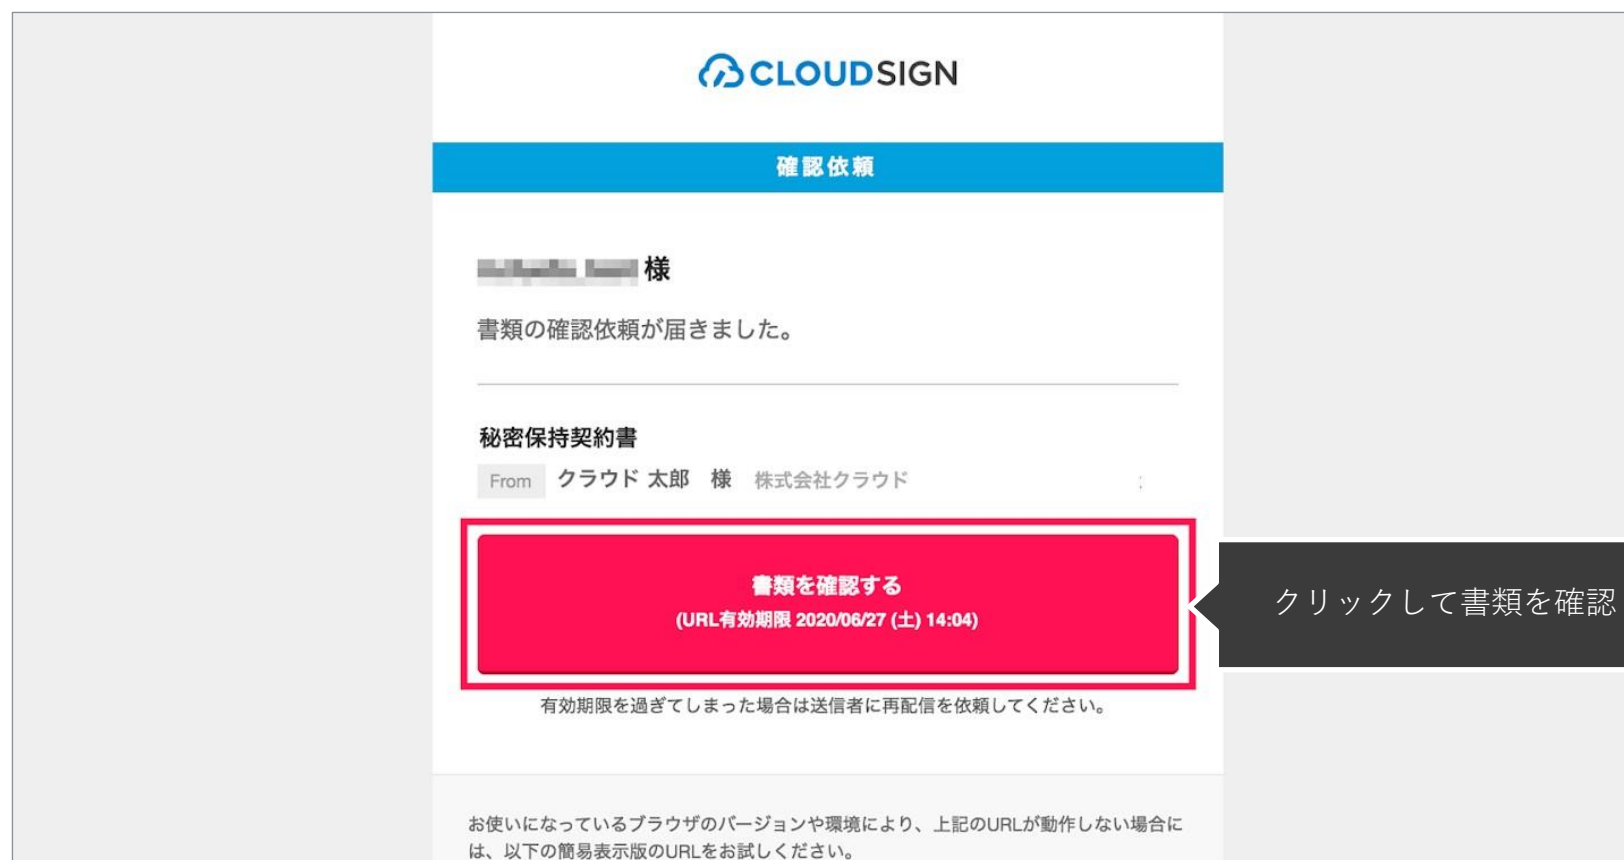 CLOUDSIGN
確認依頼
様
書類の確認依頼が届きました。
秘密保持契約書
From クラウド 太郎 様 株式会社クラウド
書類を確認する
(URL有効期限 2020/06/27 (土) 14:04)
クリックして書類を確認
有効期限を過ぎてしまった場合は送信者に再配信を依頼してください。
お使いになっているブラウザのバージョンや環境により、上記のURLが動作しない場合に
は、以下の簡易表示版のURLをお試しください。